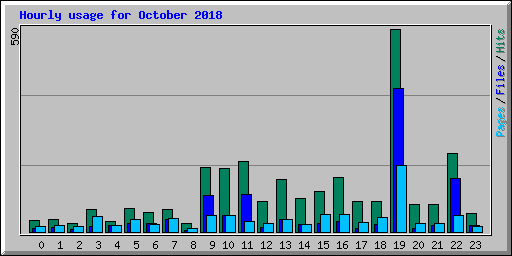 Hourly usage for October 2018
590
Pages/Files/Hits
0 1 2 3 4 5 6 7 8 9 10 11 12 13 14 15 16 17 18 19 20 21 22 23